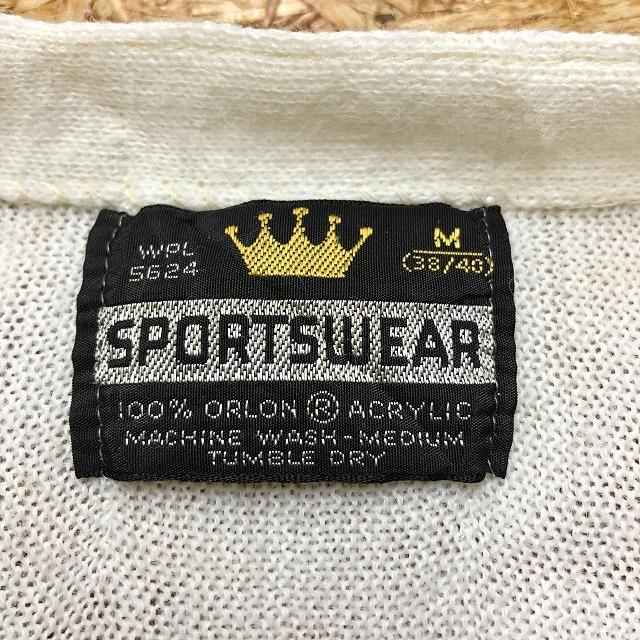 WPL
5624
M
(38/40)
SPORTSWEAR
100% ORLON ® ACRYLIC
MACHINE WASH-MEDIUM
TUMBLE DRY